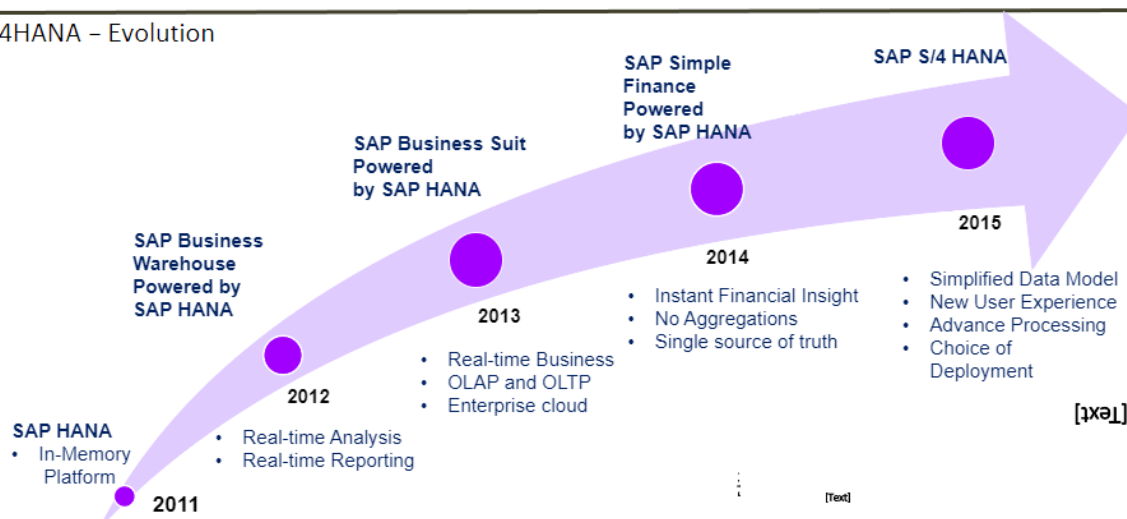 4HANA – Evolution
SAP HANA
• In-Memory
Platform
2011
SAP Business
Warehouse
Powered by
SAP HANA
2012
• Real-time Analysis
• Real-time Reporting
SAP Business Suit
Powered
by SAP HANA
2013
• Real-time Business
• OLAP and OLTP
• Enterprise cloud
SAP Simple
Finance
Powered
by SAP HANA
2014
• Instant Financial Insight
• No Aggregations
• Single source of truth
SAP S/4 HANA
2015
• Simplified Data Model
• New User Experience
• Advance Processing
• Choice of
Deployment
[Text]
[Text]